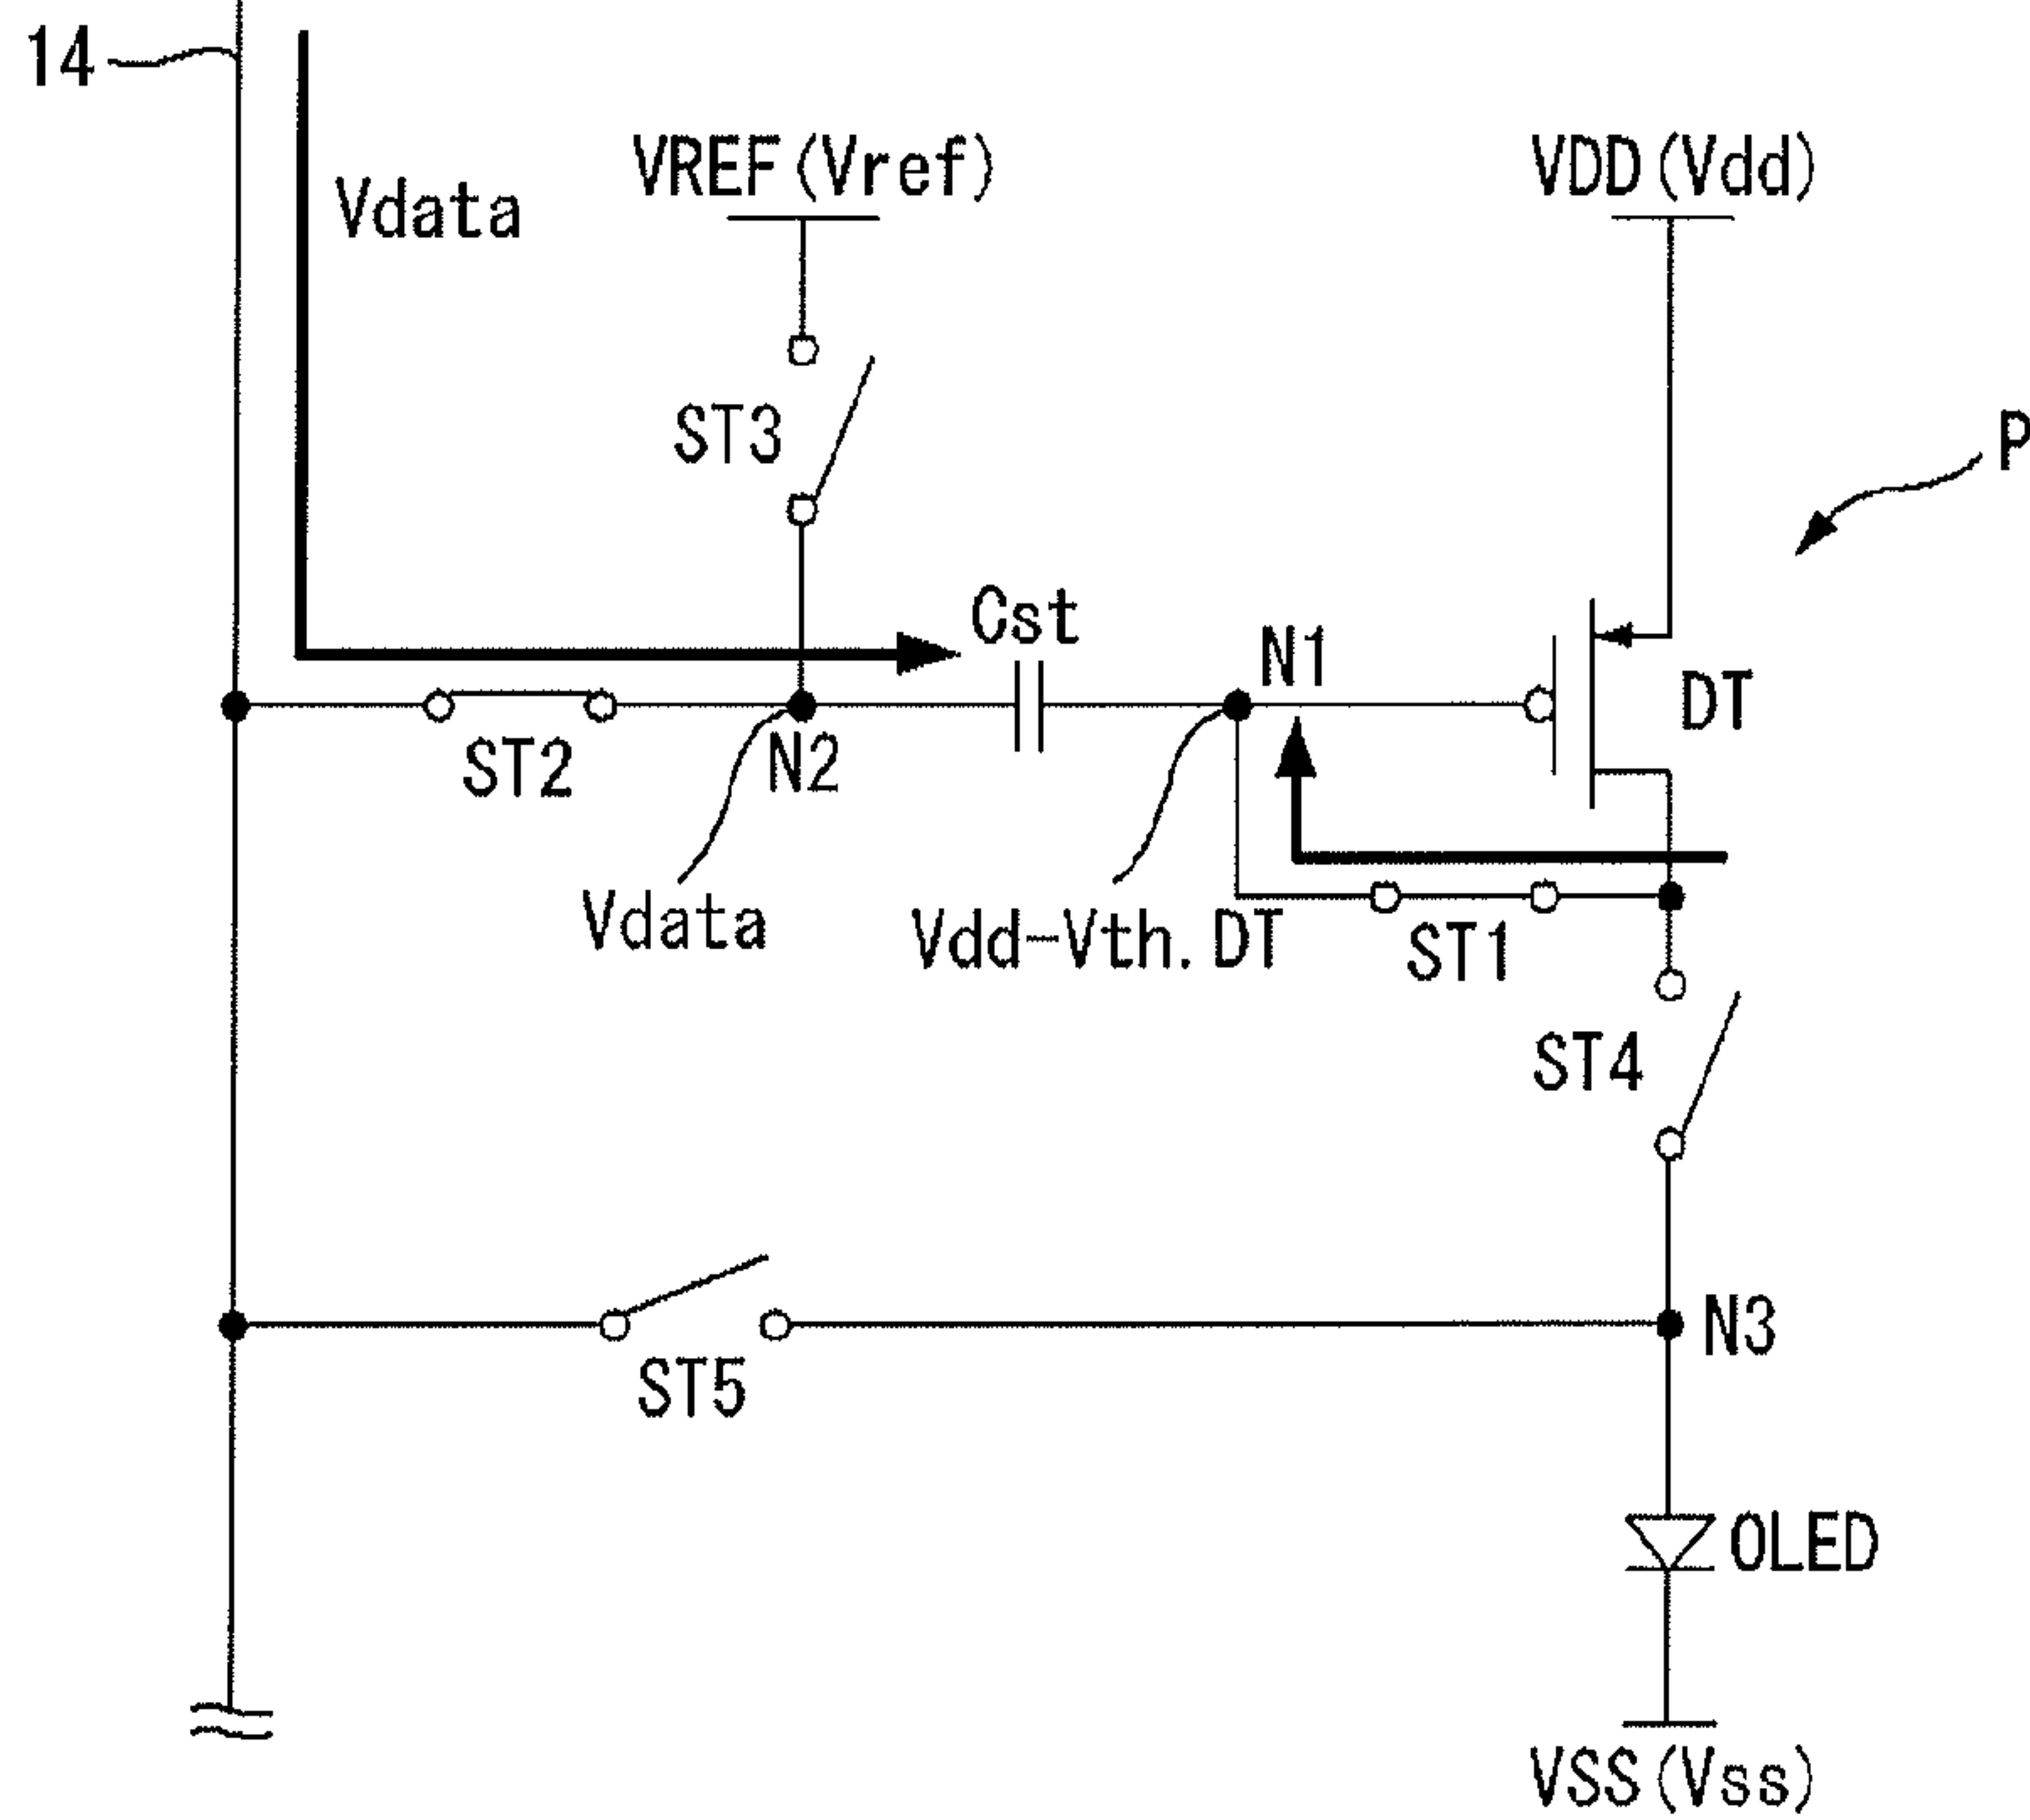 14
Vdata
VREF(Vref)
VDD(Vdd)
P
ST3
Cst
N1
DT
ST2
N2
Vdata
Vdd-Vth.DT
ST1
ST4
ST5
N3
OLED
VSS(Vss)